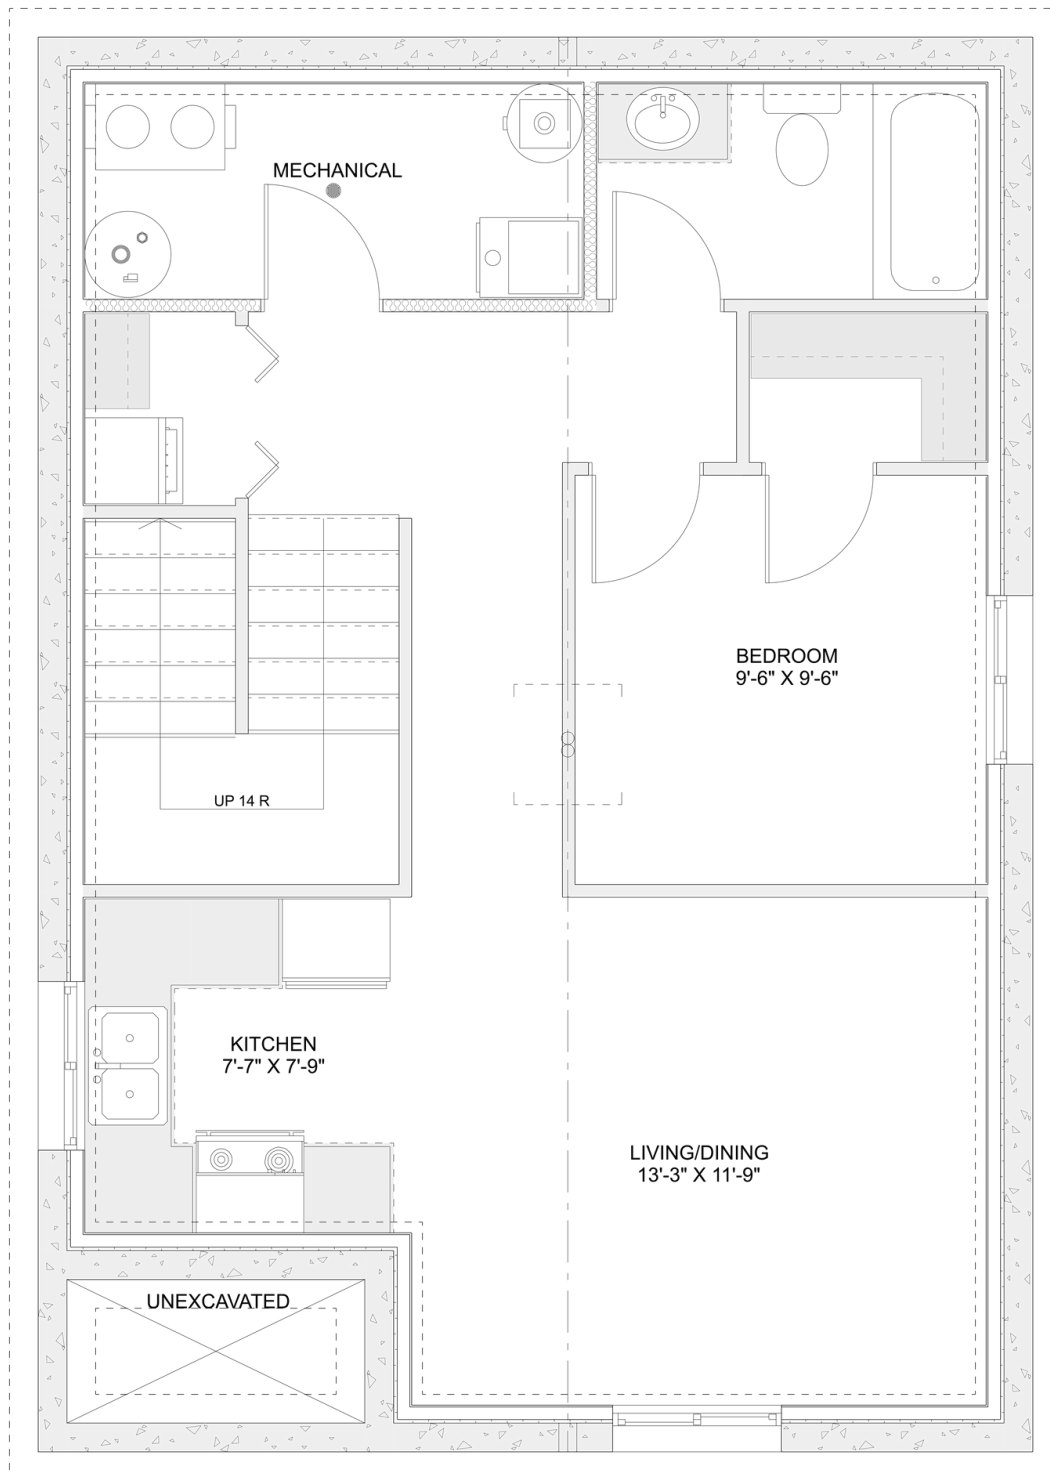 MECHANICAL
BEDROOM
9'-6" X 9'-6"
UP 14 R
KITCHEN
7'-7" X 7'-9"
LIVING/DINING
13'-3" X 11'-9"
UNEXCAVATED